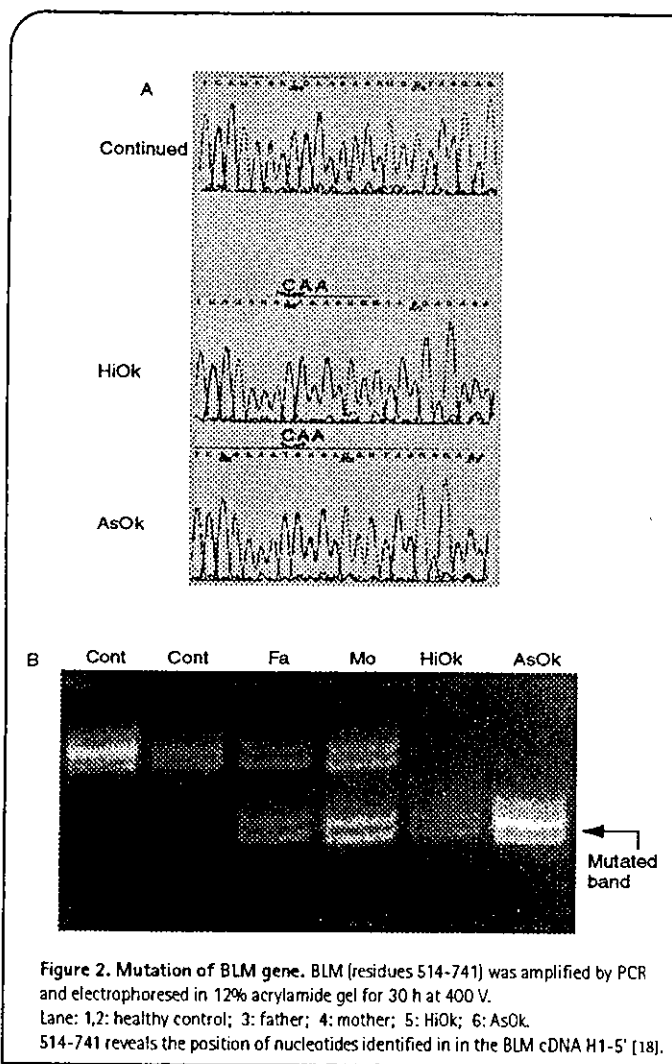 A
Continued
CAA
HiOk
CAA
AsOk
B Cont Cont Fa Mo HiOk AsOk
Mutated
band
Figure 2. Mutation of BLM gene. BLM (residues 514-741) was amplified by PCR
and electrophoresed in 12% acrylamide gel for 30 h at 400 V.
Lane: 1,2: healthy control; 3: father; 4: mother; 5: HiOk; 6: AsOk.
514-741 reveals the position of nucleotides identified in in the BLM cDNA H1-5' [18].